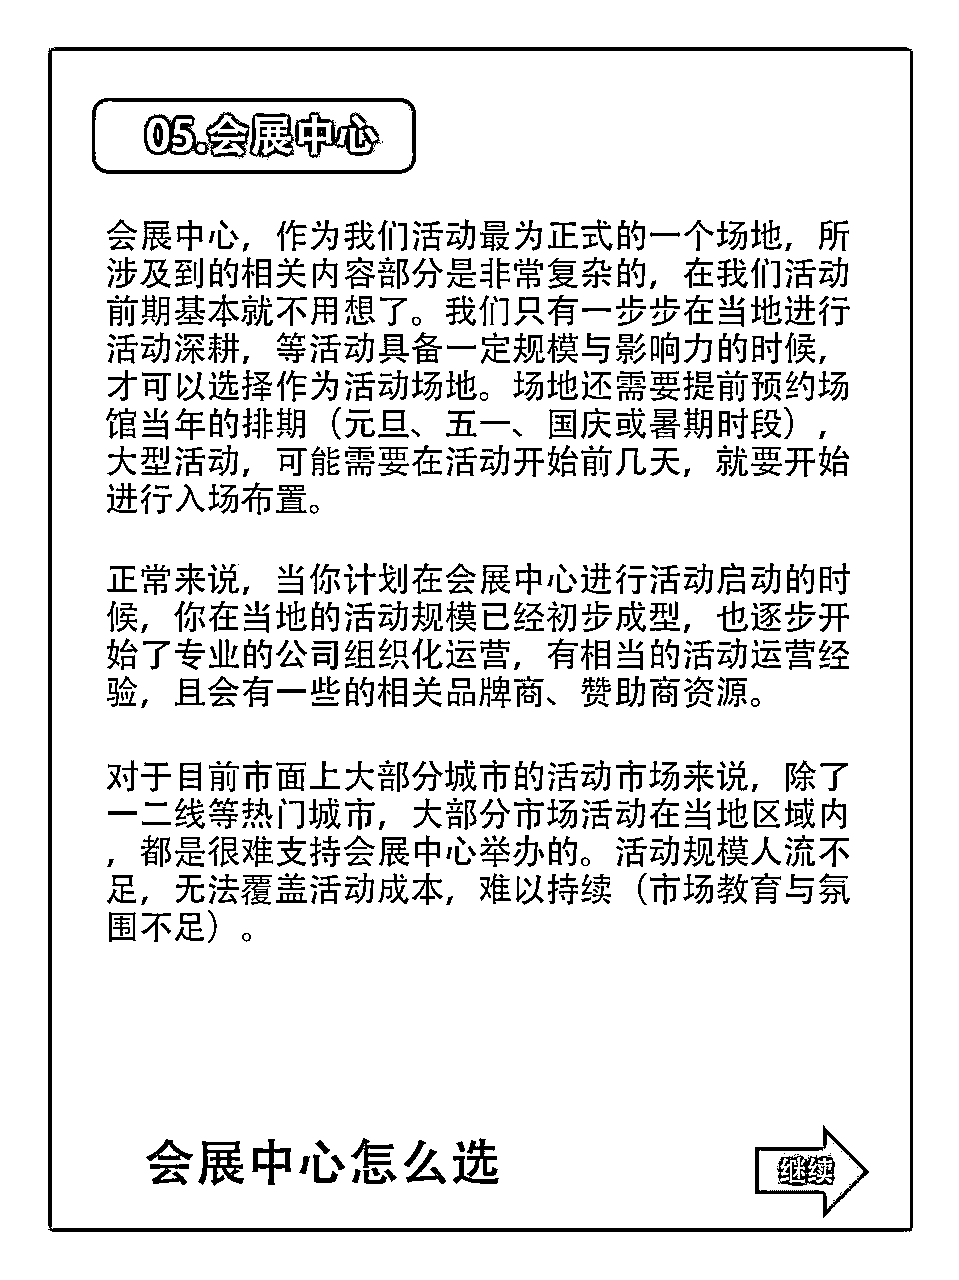 05.会展中心
会展中心，作为我们活动最为正式的一个场地，所
涉及到的相关内容部分是非常复杂的，在我们活动
前期基本就不用想了。我们只有一步步在当地进行
活动深耕，等活动具备一定规模与影响力的时候，
才可以选择作为活动场地。场地还需要提前预约场
馆当年的排期（元旦、五一、国庆或暑期时段），
大型活动，可能需要在活动开始前几天，就要开始
进行入场布置。
正常来说，当你计划在会展中心进行活动启动的时
候，你在当地的活动规模已经初步成型，也逐步开
始了专业的公司组织化运营，有相当的活动运营经
验，且会有一些的相关品牌商、赞助商资源。
对于目前市面上大部分城市的活动市场来说，除了
一二线等热门城市，大部分市场活动在当地区域内
，都是很难支持会展中心举办的。活动规模人流不
足，无法覆盖活动成本，难以持续（市场教育与氛
围不足）。
会展中心怎么选
继续